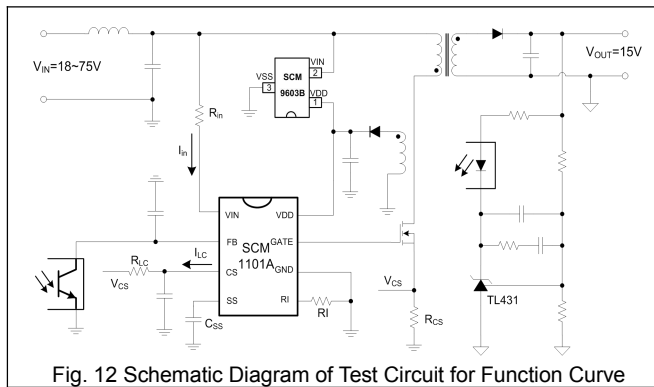 V_IN=18~75V
R_in
I_in
SCM
9603B
VSS
3
VIN
2
VDD
1
V_OUT=15V
VIN
VDD
FB
GATE
SCM
1101A
CS
GND
SS
RI
R_LC
I_LC
V_CS
C_SS
RI
V_CS
R_CS
TL431
Fig. 12 Schematic Diagram of Test Circuit for Function Curve